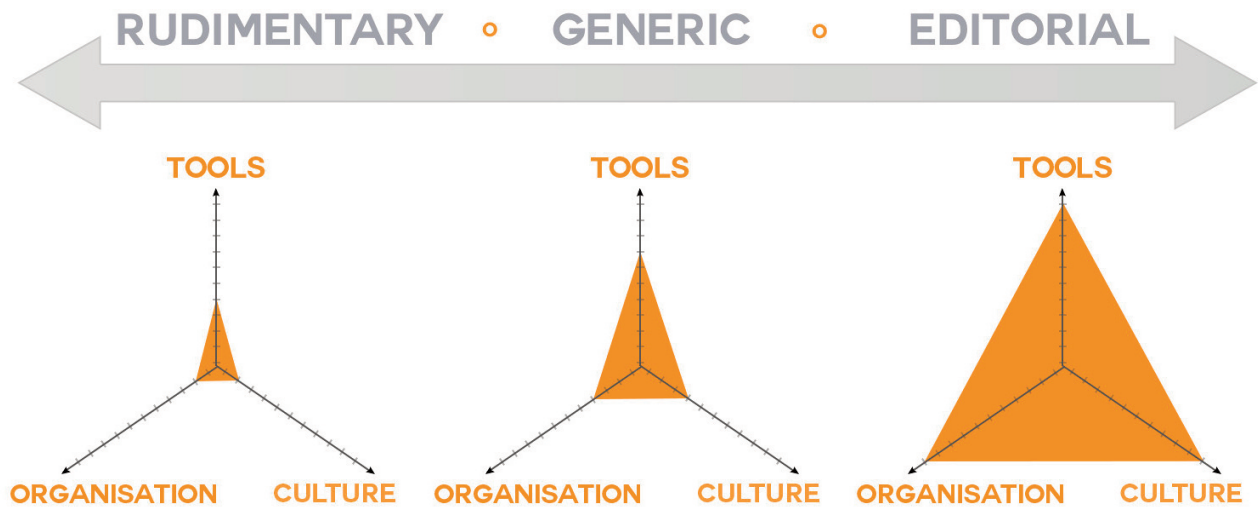 RUDIMENTARY GENERIC EDITORIAL
TOOLS TOOLS TOOLS
ORGANISATION CULTURE ORGANISATION CULTURE ORGANISATION CULTURE